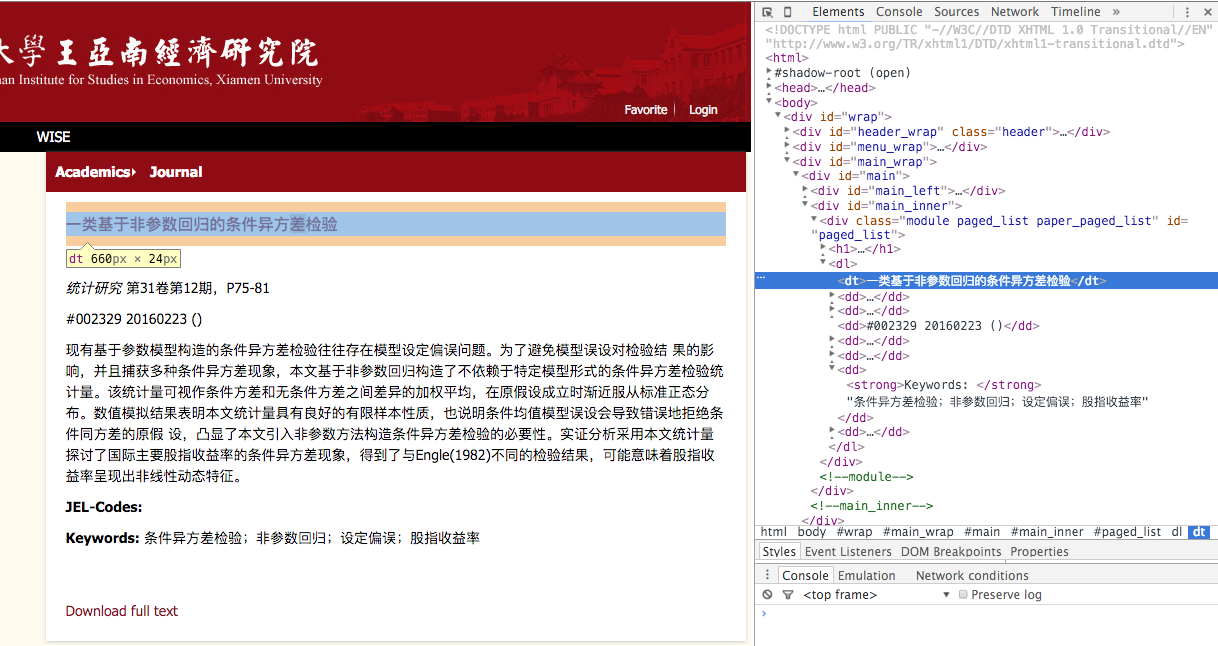 大學王亞南經濟研究院
nan Institute for Studies in Economics, Xiamen University
Favorite Login
WISE
Academics Journal
一类基于非参数回归的条件异方差检验
dt 660px × 24px
统计研究 第31卷第12期，P75-81
#002329 20160223 ()
现有基于参数模型构造的条件异方差检验往往存在模型设定偏误问题。为了避免模型误设对检验结 果的影
响，并且捕获多种条件异方差现象，本文基于非参数回归构造了不依赖于特定模型形式的条件异方差检验统
计量。该统计量可视作条件方差和无条件方差之间差异的加权平均，在原假设成立时渐近服从标准正态分
布。数值模拟结果表明本文统计量具有良好的有限样本性质，也说明条件均值模型误设会导致错误地拒绝条
件同方差的原假 设，凸显了本文引入非参数方法构造条件异方差检验的必要性。实证分析采用本文统计量
探讨了国际主要股指收益率的条件异方差现象，得到了与Engle(1982)不同的检验结果，可能意味着股指收
益率呈现出非线性动态特征。
JEL-Codes:
Keywords: 条件异方差检验；非参数回归；设定偏误；股指收益率
Download full text
Elements Console Sources Network Timeline »
<!DOCTYPE html PUBLIC "-//W3C//DTD XHTML 1.0 Transitional//EN"
"http://www.w3.org/TR/xhtml1/DTD/xhtml1-transitional.dtd">
<html>
#shadow-root (open)
<head>…</head>
<body>
<div id="wrap">
<div id="header_wrap" class="header">…</div>
<div id="menu_wrap">…</div>
<div id="main_wrap">
<div id="main">
<div id="main_left">…</div>
<div id="main_inner">
<div class="module paged_list paper_paged_list" id=
"paged_list">
<h1>…</h1>
<dl>
<dt>一类基于非参数回归的条件异方差检验</dt>
<dd>…</dd>
<dd>…</dd>
<dd>#002329 20160223 ()</dd>
<dd>…</dd>
<dd>…</dd>
<dd>
<strong>Keywords: </strong>
"条件异方差检验；非参数回归；设定偏误；股指收益率"
</dd>
<dd>…</dd>
</dl>
</div>
<!--module-->
</div>
<!--main_inner-->
</div>
html body #wrap #main_wrap #main #main_inner #paged_list dl dt
Styles Event Listeners DOM Breakpoints Properties
Console Emulation Network conditions
<top frame> Preserve log